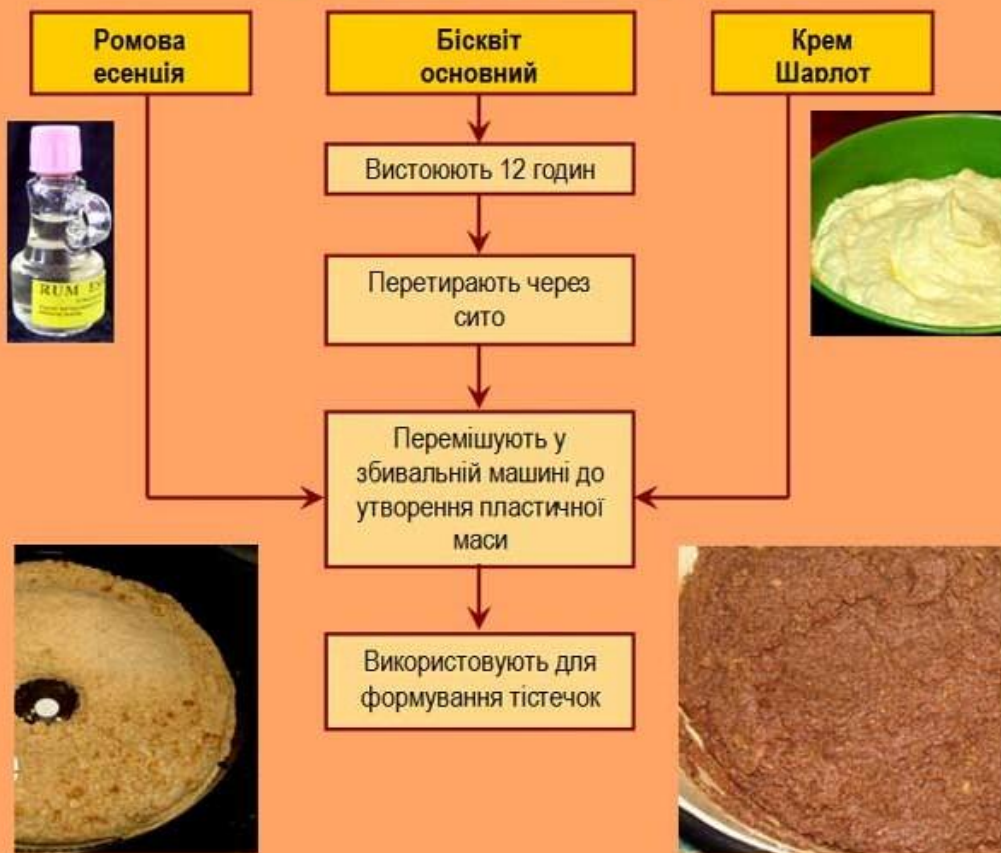 Ромова
есенція
Бісквіт
основний
Крем
Шарлот
Вистоюють 12 годин
Перетирають через
сито
Перемішують у
збивальній машині до
утворення пластичної
маси
Використовують для
формування тістечок
RUM